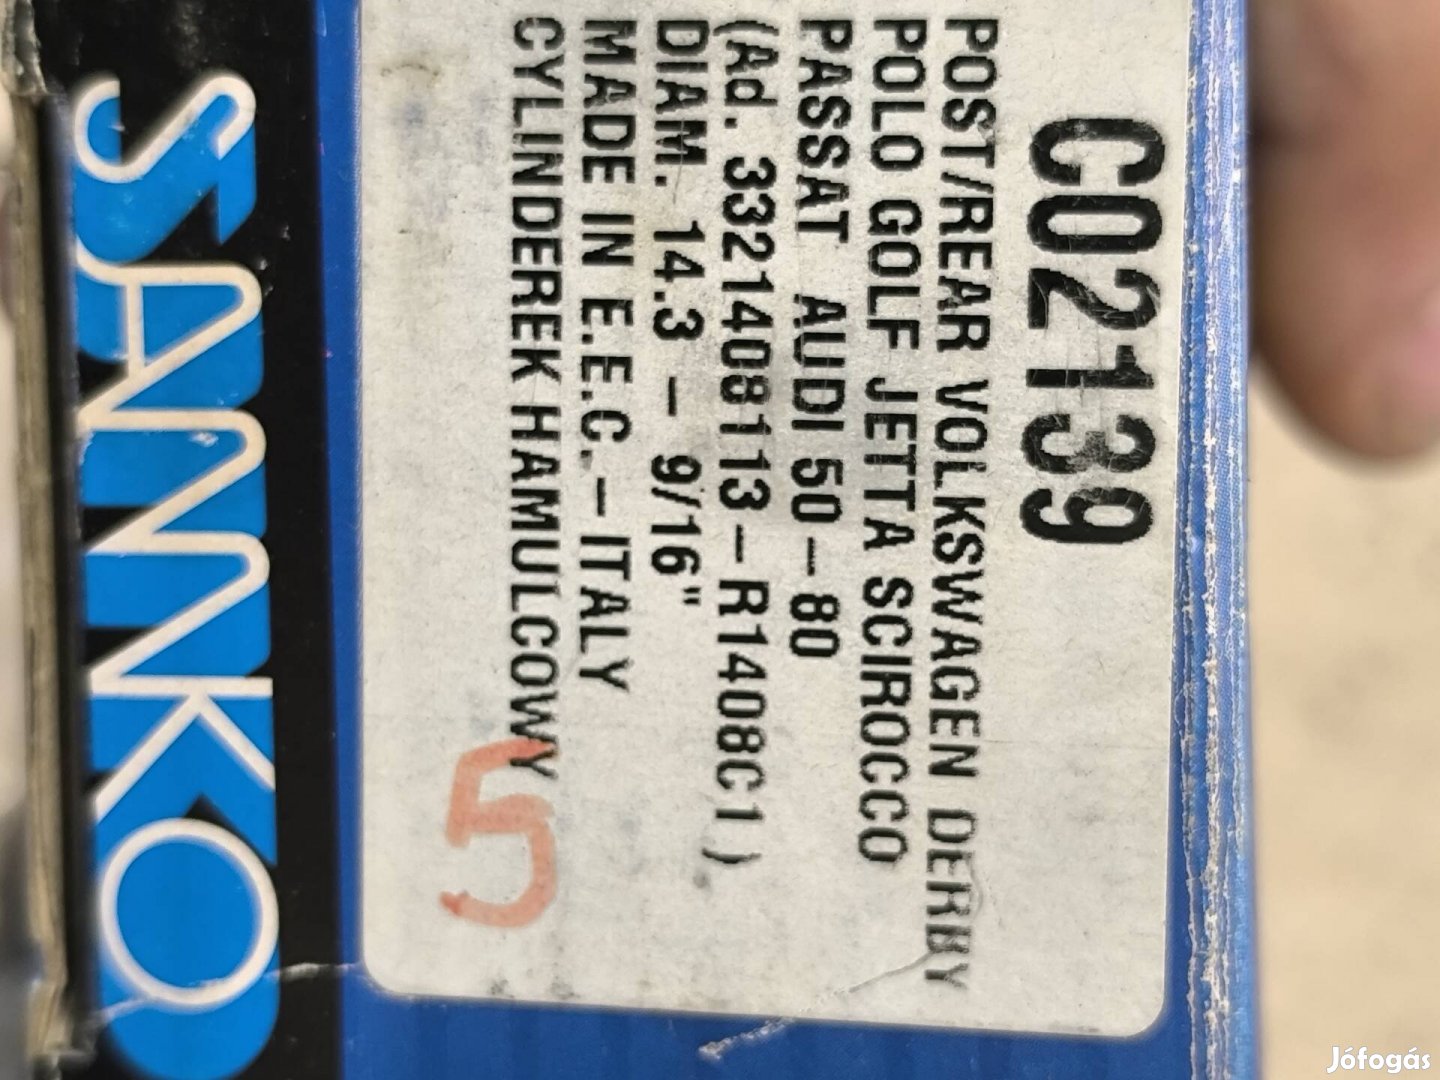 C02139
POST/REAR VOLKSWAGEN DERBY
POLO GOLF JETTA SCIROCCO
PASSAT AUDI 50-80
(Ad. 3321408113-R1408C1)
DIAM. 14.3 - 9/16"
MADE IN E.E.C.-ITALY
CYLINDEREK HAMULCOWY
5
SANKO
Jófogás